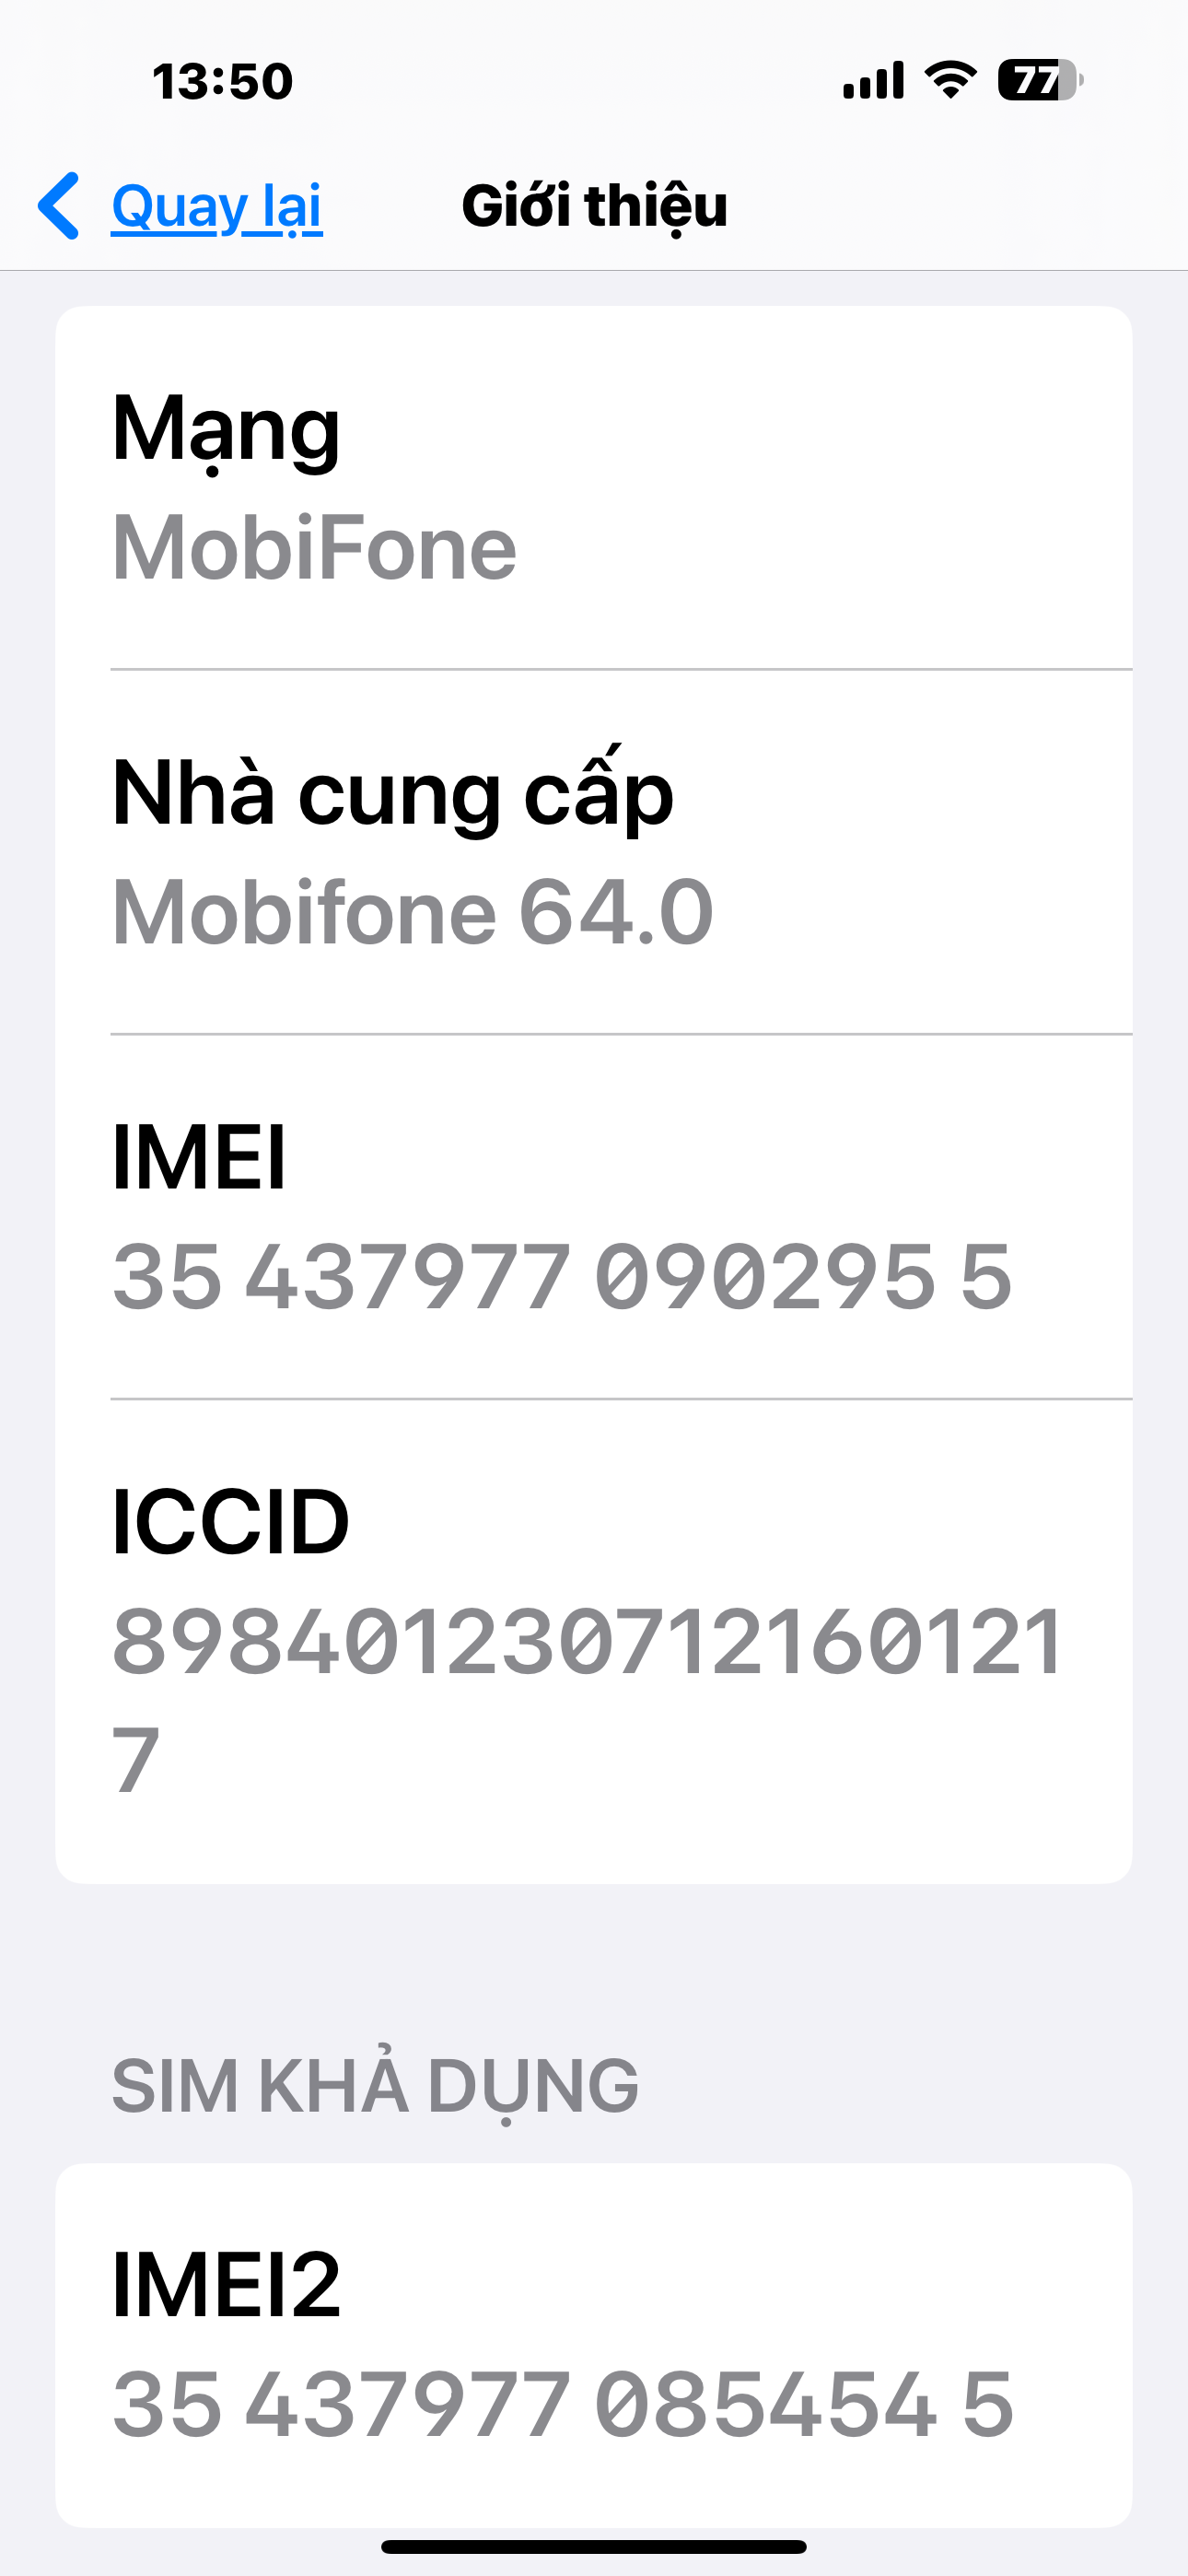 13:50
77
Quay lại
Giới thiệu
Mạng
MobiFone
Nhà cung cấp
Mobifone 64.0
IMEI
35 437977 090295 5
ICCID
898401230712160121
7
SIM KHẢ DỤNG
IMEI2
35 437977 085454 5